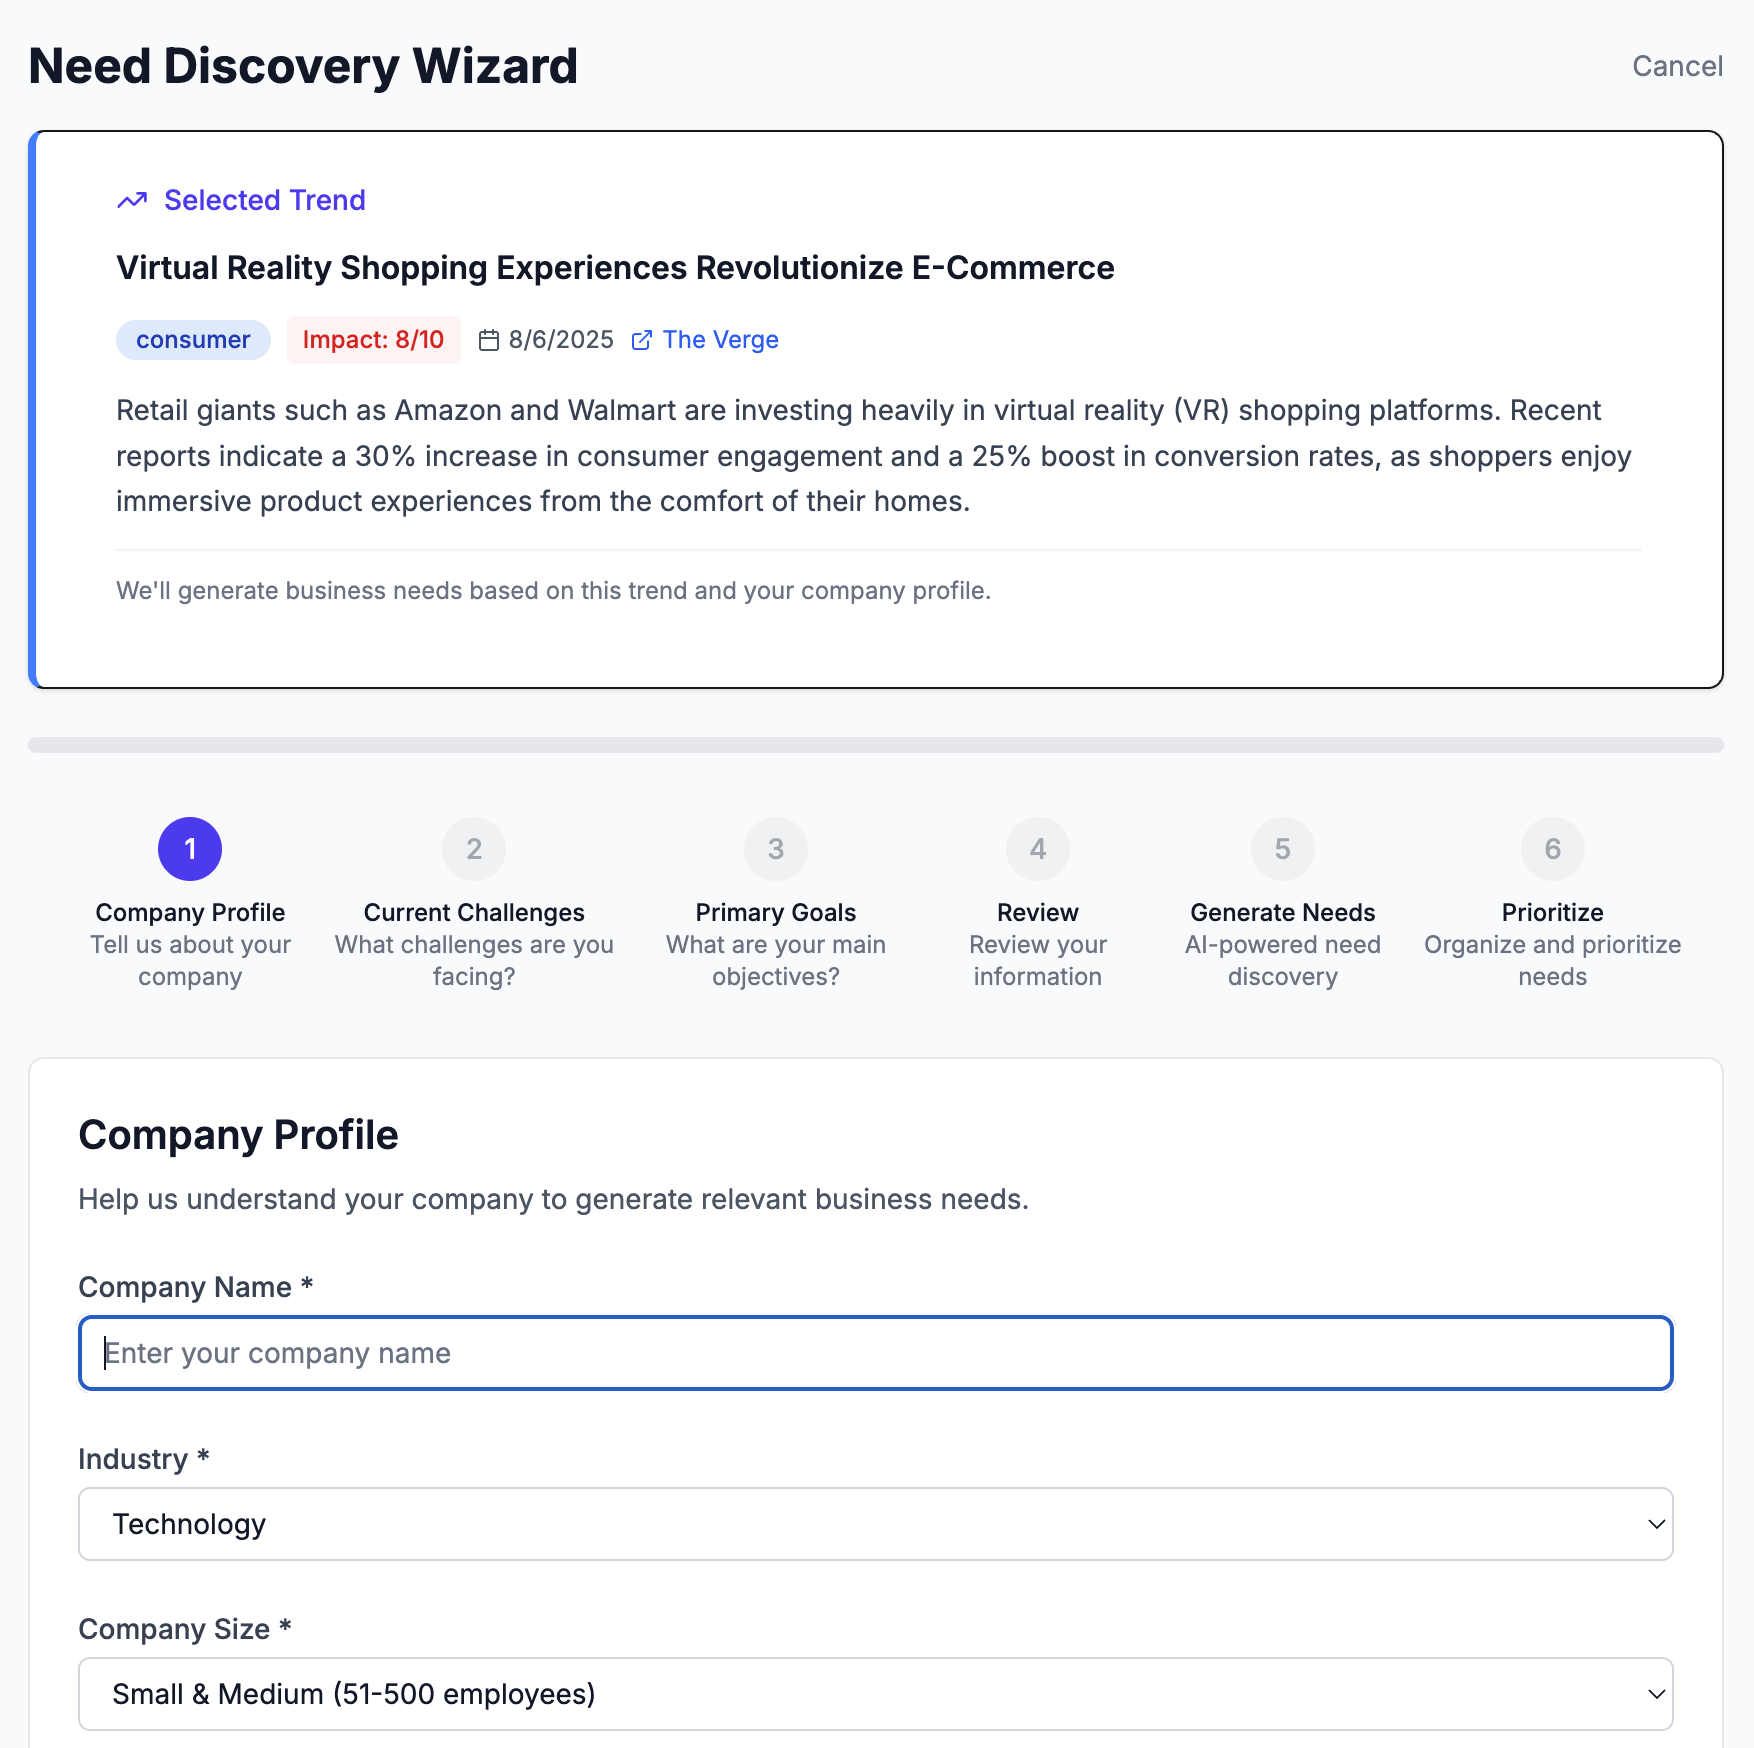 Need Discovery Wizard
Cancel
Selected Trend
Virtual Reality Shopping Experiences Revolutionize E-Commerce
consumer Impact: 8/10 8/6/2025 The Verge
Retail giants such as Amazon and Walmart are investing heavily in virtual reality (VR) shopping platforms. Recent
reports indicate a 30% increase in consumer engagement and a 25% boost in conversion rates, as shoppers enjoy
immersive product experiences from the comfort of their homes.
We'll generate business needs based on this trend and your company profile.
1
Company Profile
Tell us about your
company
2
Current Challenges
What challenges are you
facing?
3
Primary Goals
What are your main
objectives?
4
Review
Review your
information
5
Generate Needs
AI-powered need
discovery
6
Prioritize
Organize and prioritize
needs
Company Profile
Help us understand your company to generate relevant business needs.
Company Name *
Enter your company name
Industry *
Technology
Company Size *
Small & Medium (51-500 employees)